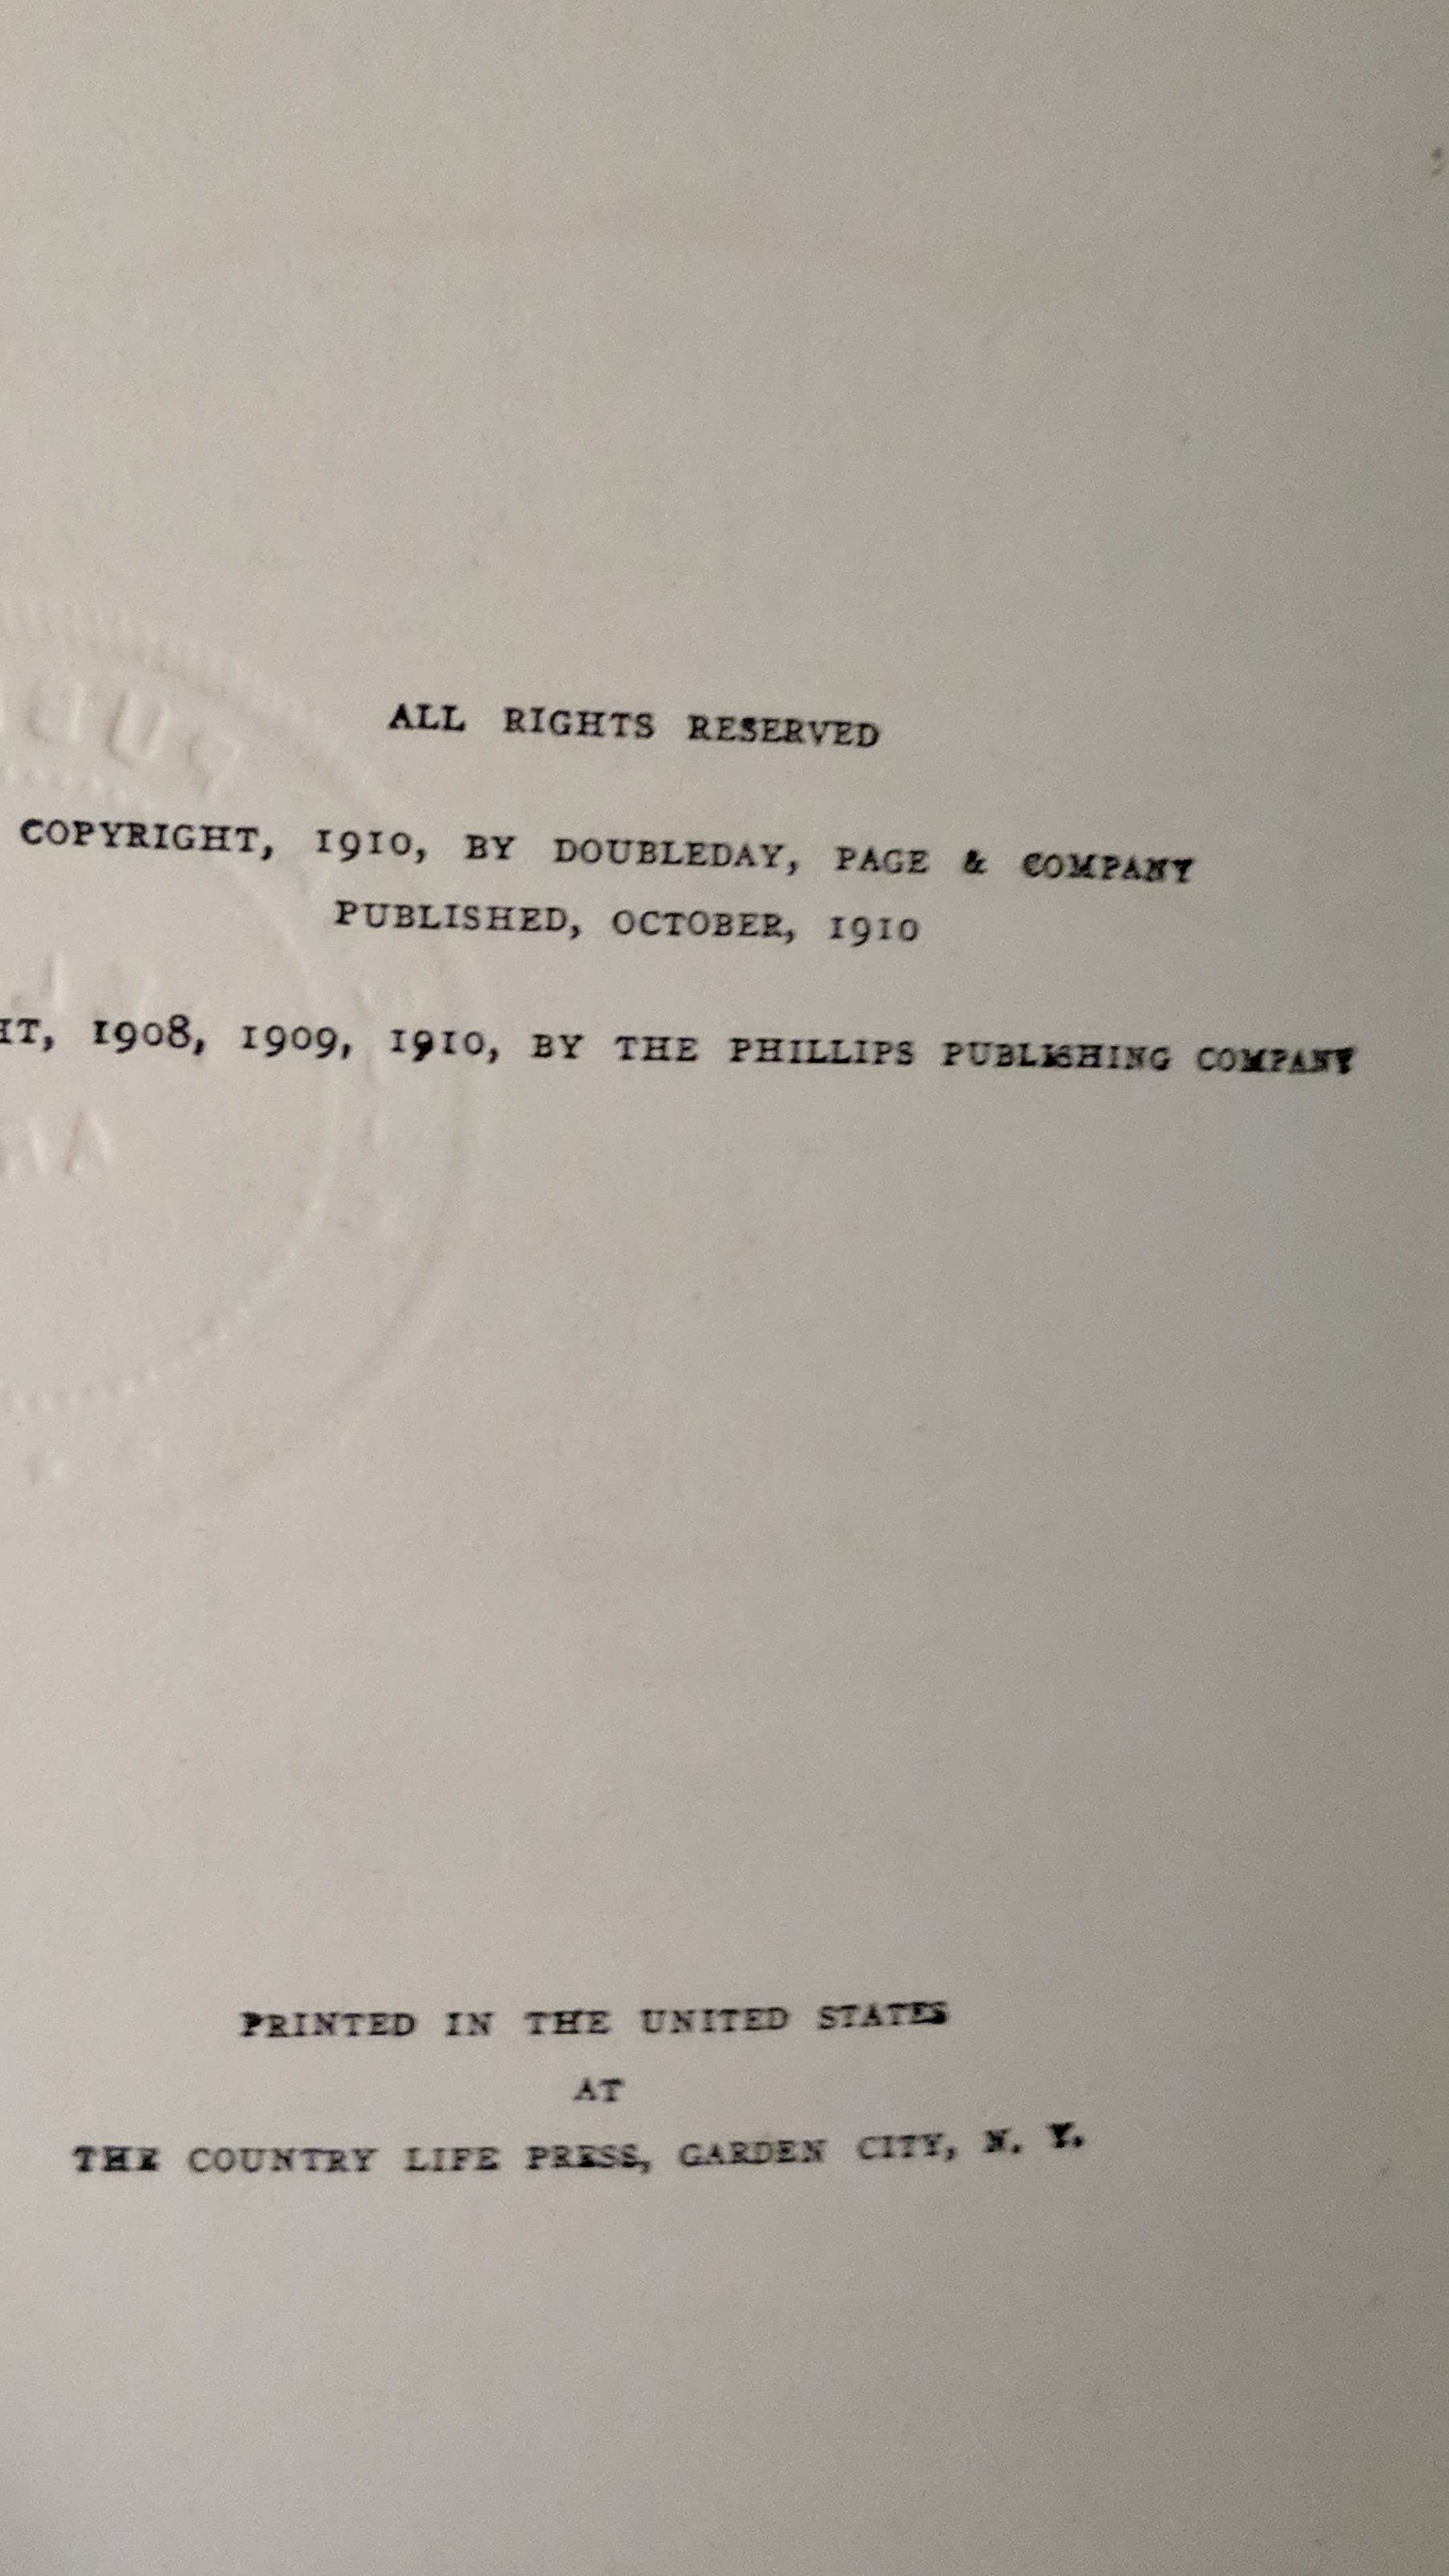 ALL RIGHTS RESERVED
COPYRIGHT, 1910, BY DOUBLEDAY, PAGE & COMPANY
PUBLISHED, OCTOBER, 1910
HT, 1908, 1909, 1910, BY THE PHILLIPS PUBLISHING COMPANY
PRINTED IN THE UNITED STATES
AT
THE COUNTRY LIFE PRESS, GARDEN CITY, N. Y.